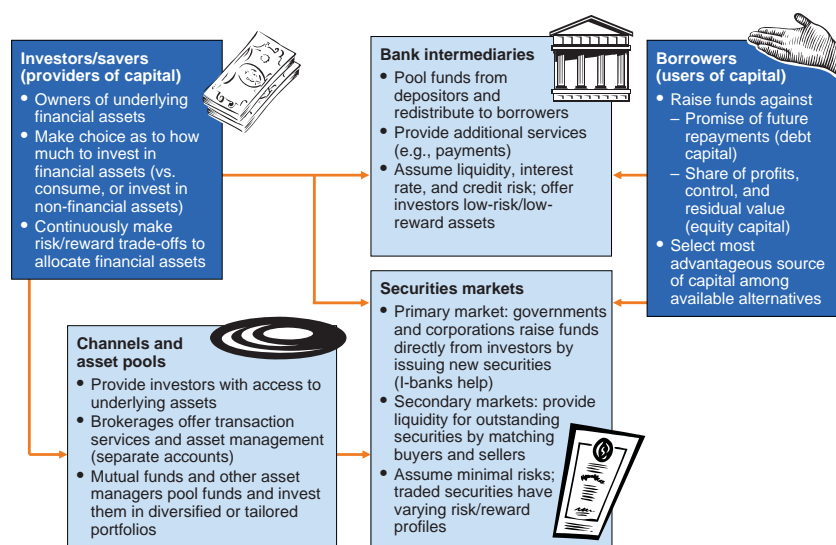 Investors/savers
(providers of capital)
• Owners of underlying
financial assets
• Make choice as to how
much to invest in
financial assets (vs.
consume, or invest in
non-financial assets)
• Continuously make
risk/reward trade-offs to
allocate financial assets
Bank intermediaries
• Pool funds from
depositors and
redistribute to borrowers
• Provide additional services
(e.g., payments)
• Assume liquidity, interest
rate, and credit risk; offer
investors low-risk/low-
reward assets
Borrowers
(users of capital)
• Raise funds against
– Promise of future
repayments (debt
capital)
– Share of profits,
control, and
residual value
(equity capital)
• Select most
advantageous source
of capital among
available alternatives
Channels and
asset pools
• Provide investors with access to
underlying assets
• Brokerages offer transaction
services and asset management
(separate accounts)
• Mutual funds and other asset
managers pool funds and invest
them in diversified or tailored
portfolios
Securities markets
• Primary market: governments
and corporations raise funds
directly from investors by
issuing new securities
(I-banks help)
• Secondary markets: provide
liquidity for outstanding
securities by matching
buyers and sellers
• Assume minimal risks;
traded securities have
varying risk/reward
profiles